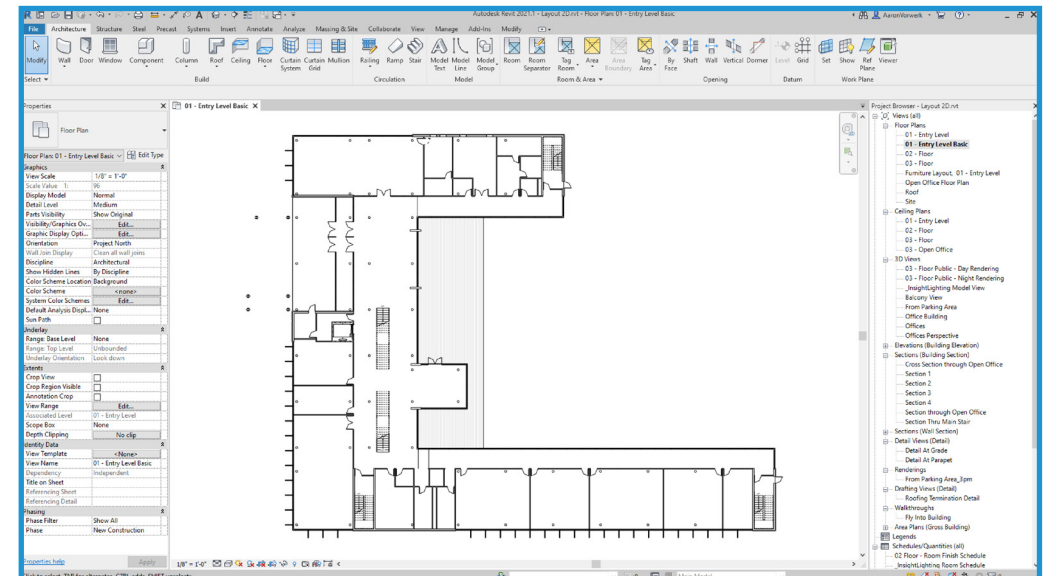 Autodesk Revit 2021.1 - Layout 2D.rvt - Floor Plan: 01 - Entry Level Basic
AaronVorwerk
File Architecture Structure Steel Precast Systems Insert Annotate Analyze Massing & Site Collaborate View Manage Add-Ins Modify
Modify Wall Door Window Component Column Roof Ceiling Floor Curtain System Curtain Grid Mullion Railing Ramp Stair Model Text Model Line Model Group Room Room Separator Tag Room Area Area Boundary Tag Area By Face Shaft Wall Vertical Dormer Level Grid Set Show Ref Plane Viewer
Select Build Circulation Model Room & Area Opening Datum Work Plane
Properties
01 - Entry Level Basic
Project Browser - Layout 2D.rvt
Floor Plan
Floor Plan: 01 - Entry Level Basic Edit Type
Graphics
View Scale 1/8" = 1'-0"
Scale Value 1: 96
Display Model Normal
Detail Level Medium
Parts Visibility Show Original
Visibility/Graphics Ov... Edit...
Graphic Display Opti... Edit...
Orientation Project North
Wall Join Display Clean all wall joins
Discipline Architectural
Show Hidden Lines By Discipline
Color Scheme Location Background
Color Scheme <none>
System Color Schemes Edit...
Default Analysis Displ... None
Sun Path
Underlay
Range: Base Level None
Range: Top Level Unbounded
Underlay Orientation Look down
Extents
Crop View
Crop Region Visible
Annotation Crop
View Range Edit...
Associated Level 01 - Entry Level
Scope Box None
Depth Clipping No clip
Identity Data
View Template <None>
View Name 01 - Entry Level Basic
Dependency Independent
Title on Sheet
Referencing Sheet
Referencing Detail
Phasing
Phase Filter Show All
Phase New Construction
Properties help Apply
1/8" = 1'-0"
Views (all)
Floor Plans
01 - Entry Level
01 - Entry Level Basic
02 - Floor
03 - Floor
Furniture Layout, 01 - Entry Level
Open Office Floor Plan
Roof
Site
Ceiling Plans
01 - Entry Level
02 - Floor
03 - Floor
03 - Open Office
3D Views
03 - Floor Public - Day Rendering
03 - Floor Public - Night Rendering
_InsightLighting Model View
Balcony View
From Parking Area
Office Building
Offices
Offices Perspective
Elevations (Building Elevation)
Sections (Building Section)
Cross Section through Open Office
Section 1
Section 2
Section 3
Section 4
Section through Open Office
Section Thru Main Stair
Sections (Wall Section)
Detail Views (Detail)
Detail At Grade
Detail At Parapet
Renderings
From Parking Area_3pm
Drafting Views (Detail)
Roofing Termination Detail
Walkthroughs
Fly Into Building
Area Plans (Gross Building)
Legends
Schedules/Quantities (all)
02 Floor - Room Finish Schedule
_InsightLighting Room Schedule